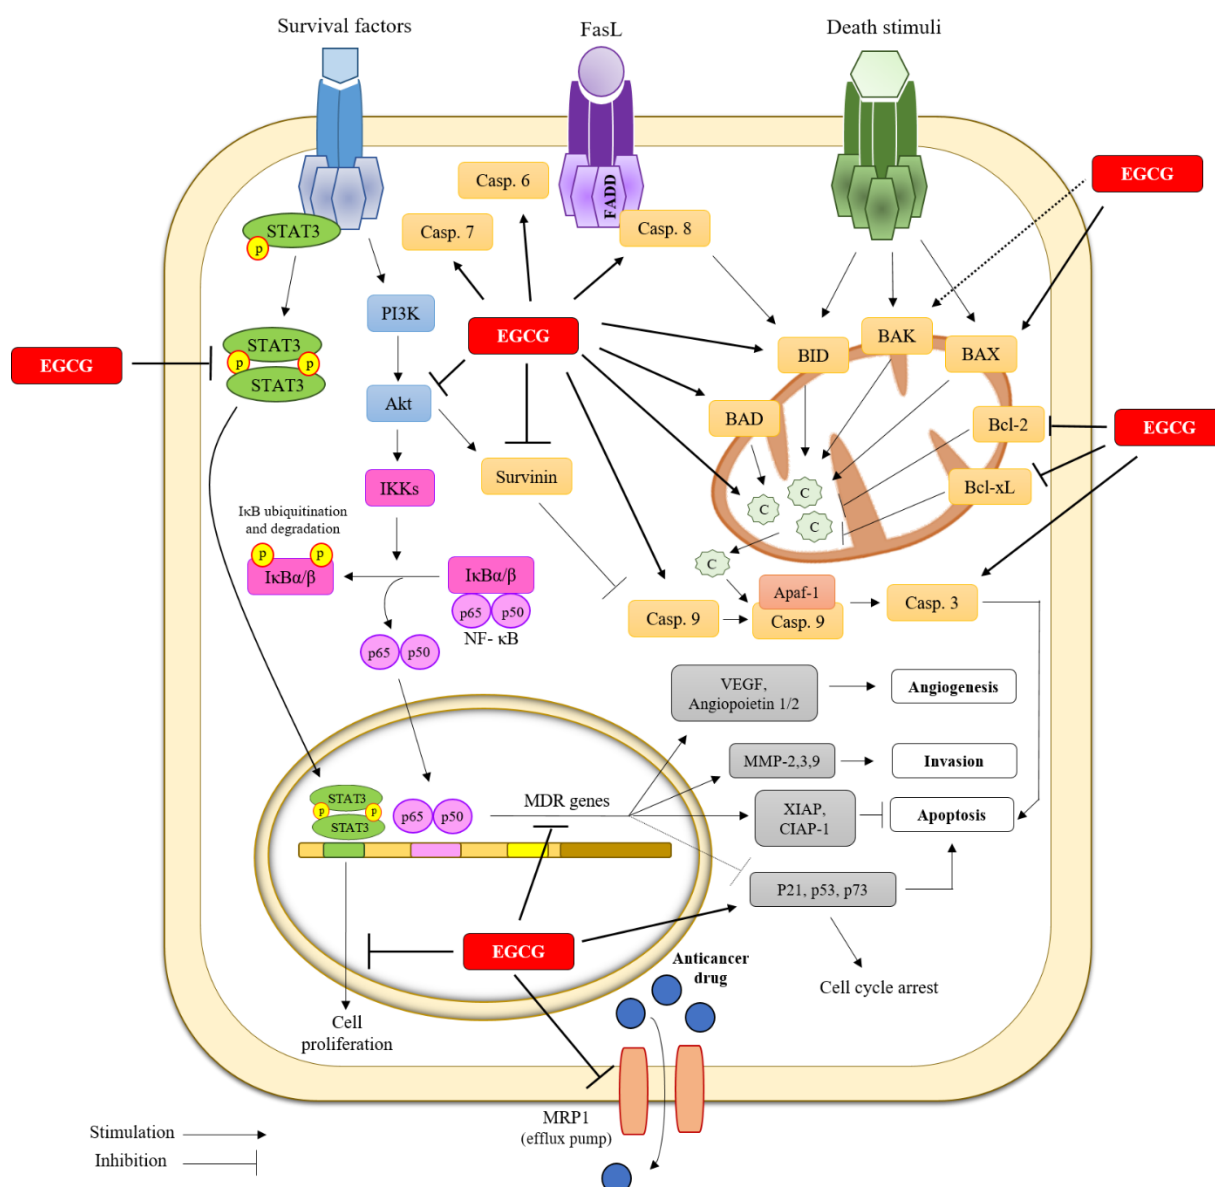 Survival factors
FasL
Death stimuli
EGCG
Casp. 6
FADD
Casp. 7
Casp. 8
STAT3
p
PI3K
EGCG
BID
BAK
BAX
EGCG
STAT3
p
p
STAT3
Akt
BAD
Bcl-2
EGCG
Survinin
IKKs
Bcl-xL
C
C
C
IκB ubiquitination
and degradation
p
p
IκBα/β
IκBα/β
p65
p50
NF- κB
C
Apaf-1
Casp. 9
Casp. 9
Casp. 3
p65
p50
VEGF,
Angiopoietin 1/2
Angiogenesis
MMP-2,3,9
Invasion
STAT3
p
p
STAT3
p65
p50
MDR genes
XIAP,
CIAP-1
Apoptosis
P21, p53, p73
EGCG
Anticancer
drug
Cell cycle arrest
Cell
proliferation
MRP1
(efflux pump)
Stimulation
Inhibition